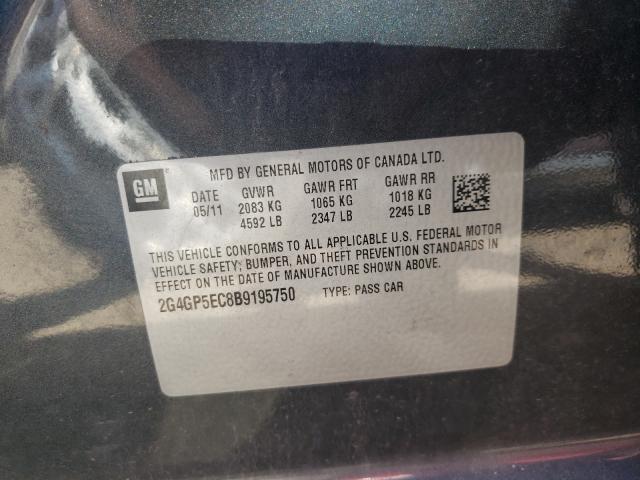 MFD BY GENERAL MOTORS OF CANADA LTD.
GM
DATE GVWR GAWR FRT GAWR RR
05/11 2083 KG 1065 KG 1018 KG
4592 LB 2347 LB 2245 LB
THIS VEHICLE CONFORMS TO ALL APPLICABLE U.S. FEDERAL MOTOR
VEHICLE SAFETY, BUMPER, AND THEFT PREVENTION STANDARDS IN
EFFECT ON THE DATE OF MANUFACTURE SHOWN ABOVE.
2G4GP5EC8B9195750 TYPE: PASS CAR